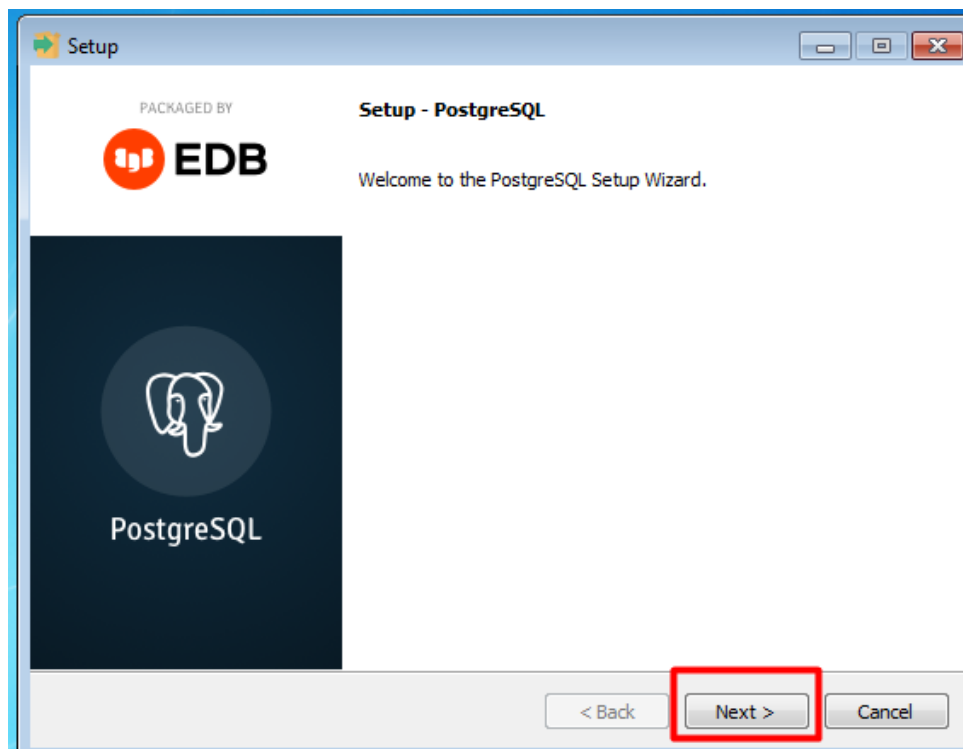 Setup
PACKAGED BY
EDB
Setup - PostgreSQL
Welcome to the PostgreSQL Setup Wizard.
PostgreSQL
< Back
Next >
Cancel